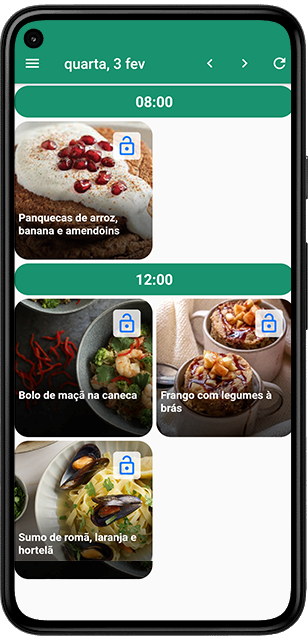 quarta, 3 fev
08:00
Panquecas de arroz,
banana e amendoins
12:00
Bolo de maçã na caneca
Frango com legumes à
brás
Sumo de romã, laranja e
hortelã